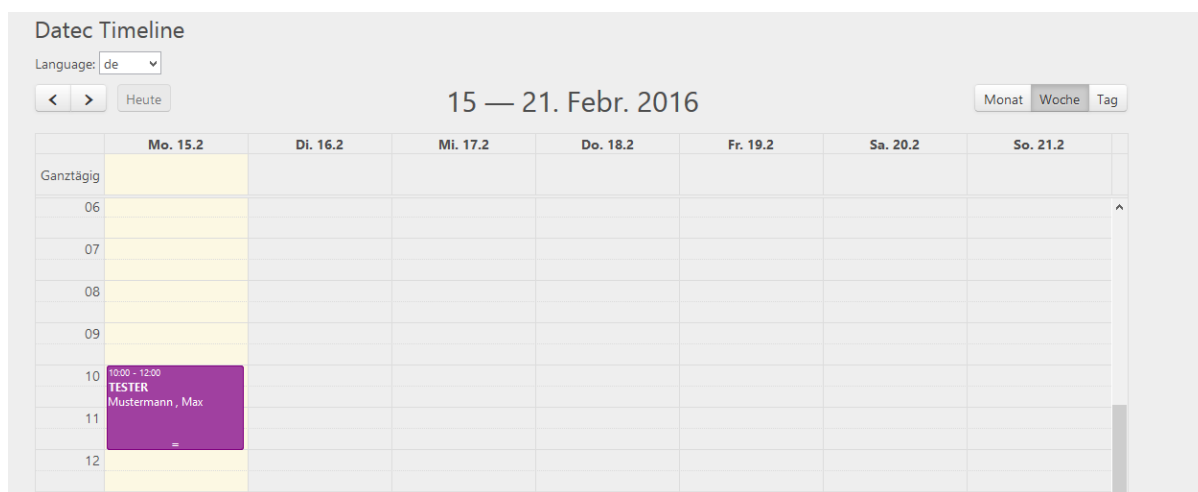 Datec Timeline
Language: de
Heute
15 — 21. Febr. 2016
Monat Woche Tag
Mo. 15.2 Di. 16.2 Mi. 17.2 Do. 18.2 Fr. 19.2 Sa. 20.2 So. 21.2
Ganztägig
06
07
08
09
10
10:00 - 12:00
TESTER
Mustermann , Max
11
=
12